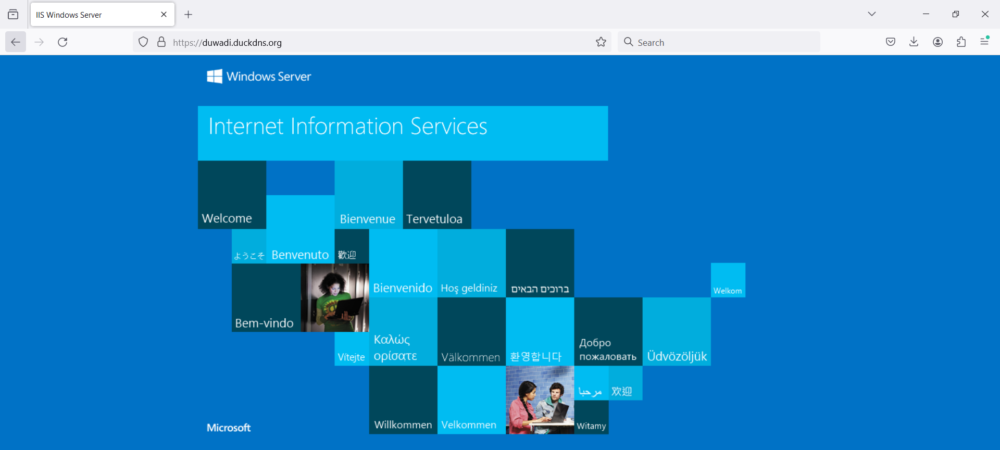 IIS Windows Server
https://duwadi.duckdns.org
Search
Windows Server
Internet Information Services
Welcome
Bienvenue
Tervetuloa
ようこそ
Benvenuto
歡迎
Bienvenido
Hoş geldiniz
ברוכים הבאים
Welkom
Bem-vindo
Καλώς
ορίσατε
Vítejte
Välkommen
환영합니다
Добро
пожаловать
Üdvözöljük
مرحبا
欢迎
Willkommen
Velkommen
Witamy
Microsoft